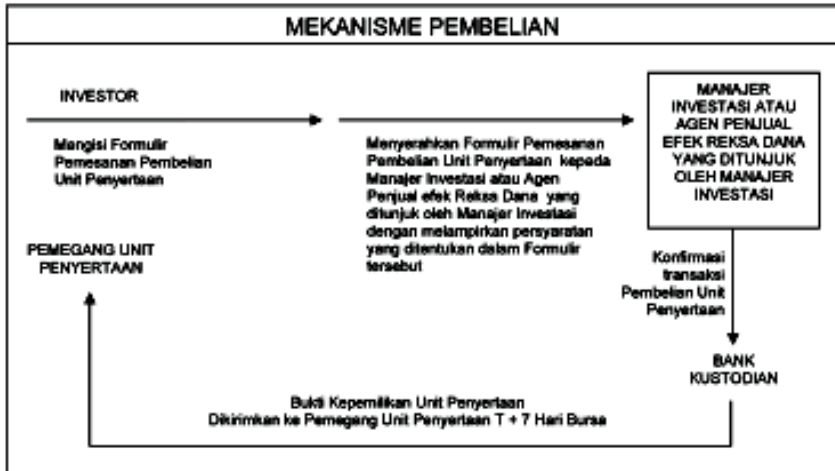 MEKANISME PEMBELIAN
INVESTOR
Mengisi Formulir
Pemesanan Pembelian
Unit Penyertaan
Menyerahkan Formulir Pemesanan
Pembelian Unit Penyertaan kepada
Manajer Investasi atau Agen
Penjual efek Reksa Dana yang
ditunjuk oleh Manajer Investasi
dengan melampirkan persyaratan
yang ditentukan dalam Formulir
tersebut
MANAJER
INVESTASI ATAU
AGEN PENJUAL
EFEK REKSA DANA
YANG DITUNJUK
OLEH MANAJER
INVESTASI
Konfirmasi
transaksi
Pembelian Unit
Penyertaan
BANK
KUSTODIAN
Bukti Kepemilikan Unit Penyertaan
Dikirimkan ke Pemegang Unit Penyertaan T + 7 Hari Bursa
PEMEGANG UNIT
PENYERTAAN